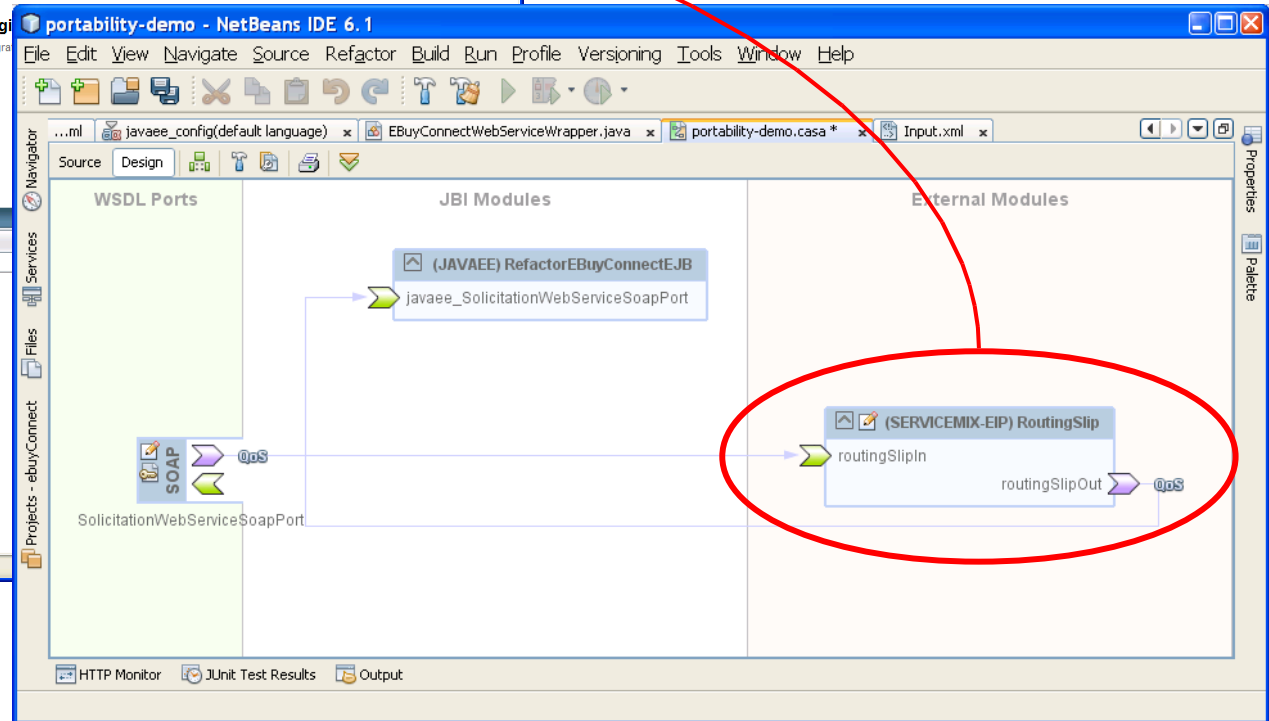 gi
portability-demo - NetBeans IDE 6.1
File Edit View Navigate Source Refactor Build Run Profile Versioning Tools Window Help
...ml javaee_config(default language) x EBuyConnectWebServiceWrapper.java x portability-demo.casa * x Input.xml x
Source Design
Navigator
Services
Files
Projects - ebuyConnect
Properties
Palette
WSDL Ports JBI Modules External Modules
(JAVAEE) RefactorEBuyConnectEJB
javaee_SolicitationWebServiceSoapPort
(SERVICEMIX-EIP) RoutingSlip
SOAP QoS routingSlipIn
routingSlipOut QoS
SolicitationWebServiceSoapPort
HTTP Monitor JUnit Test Results Output